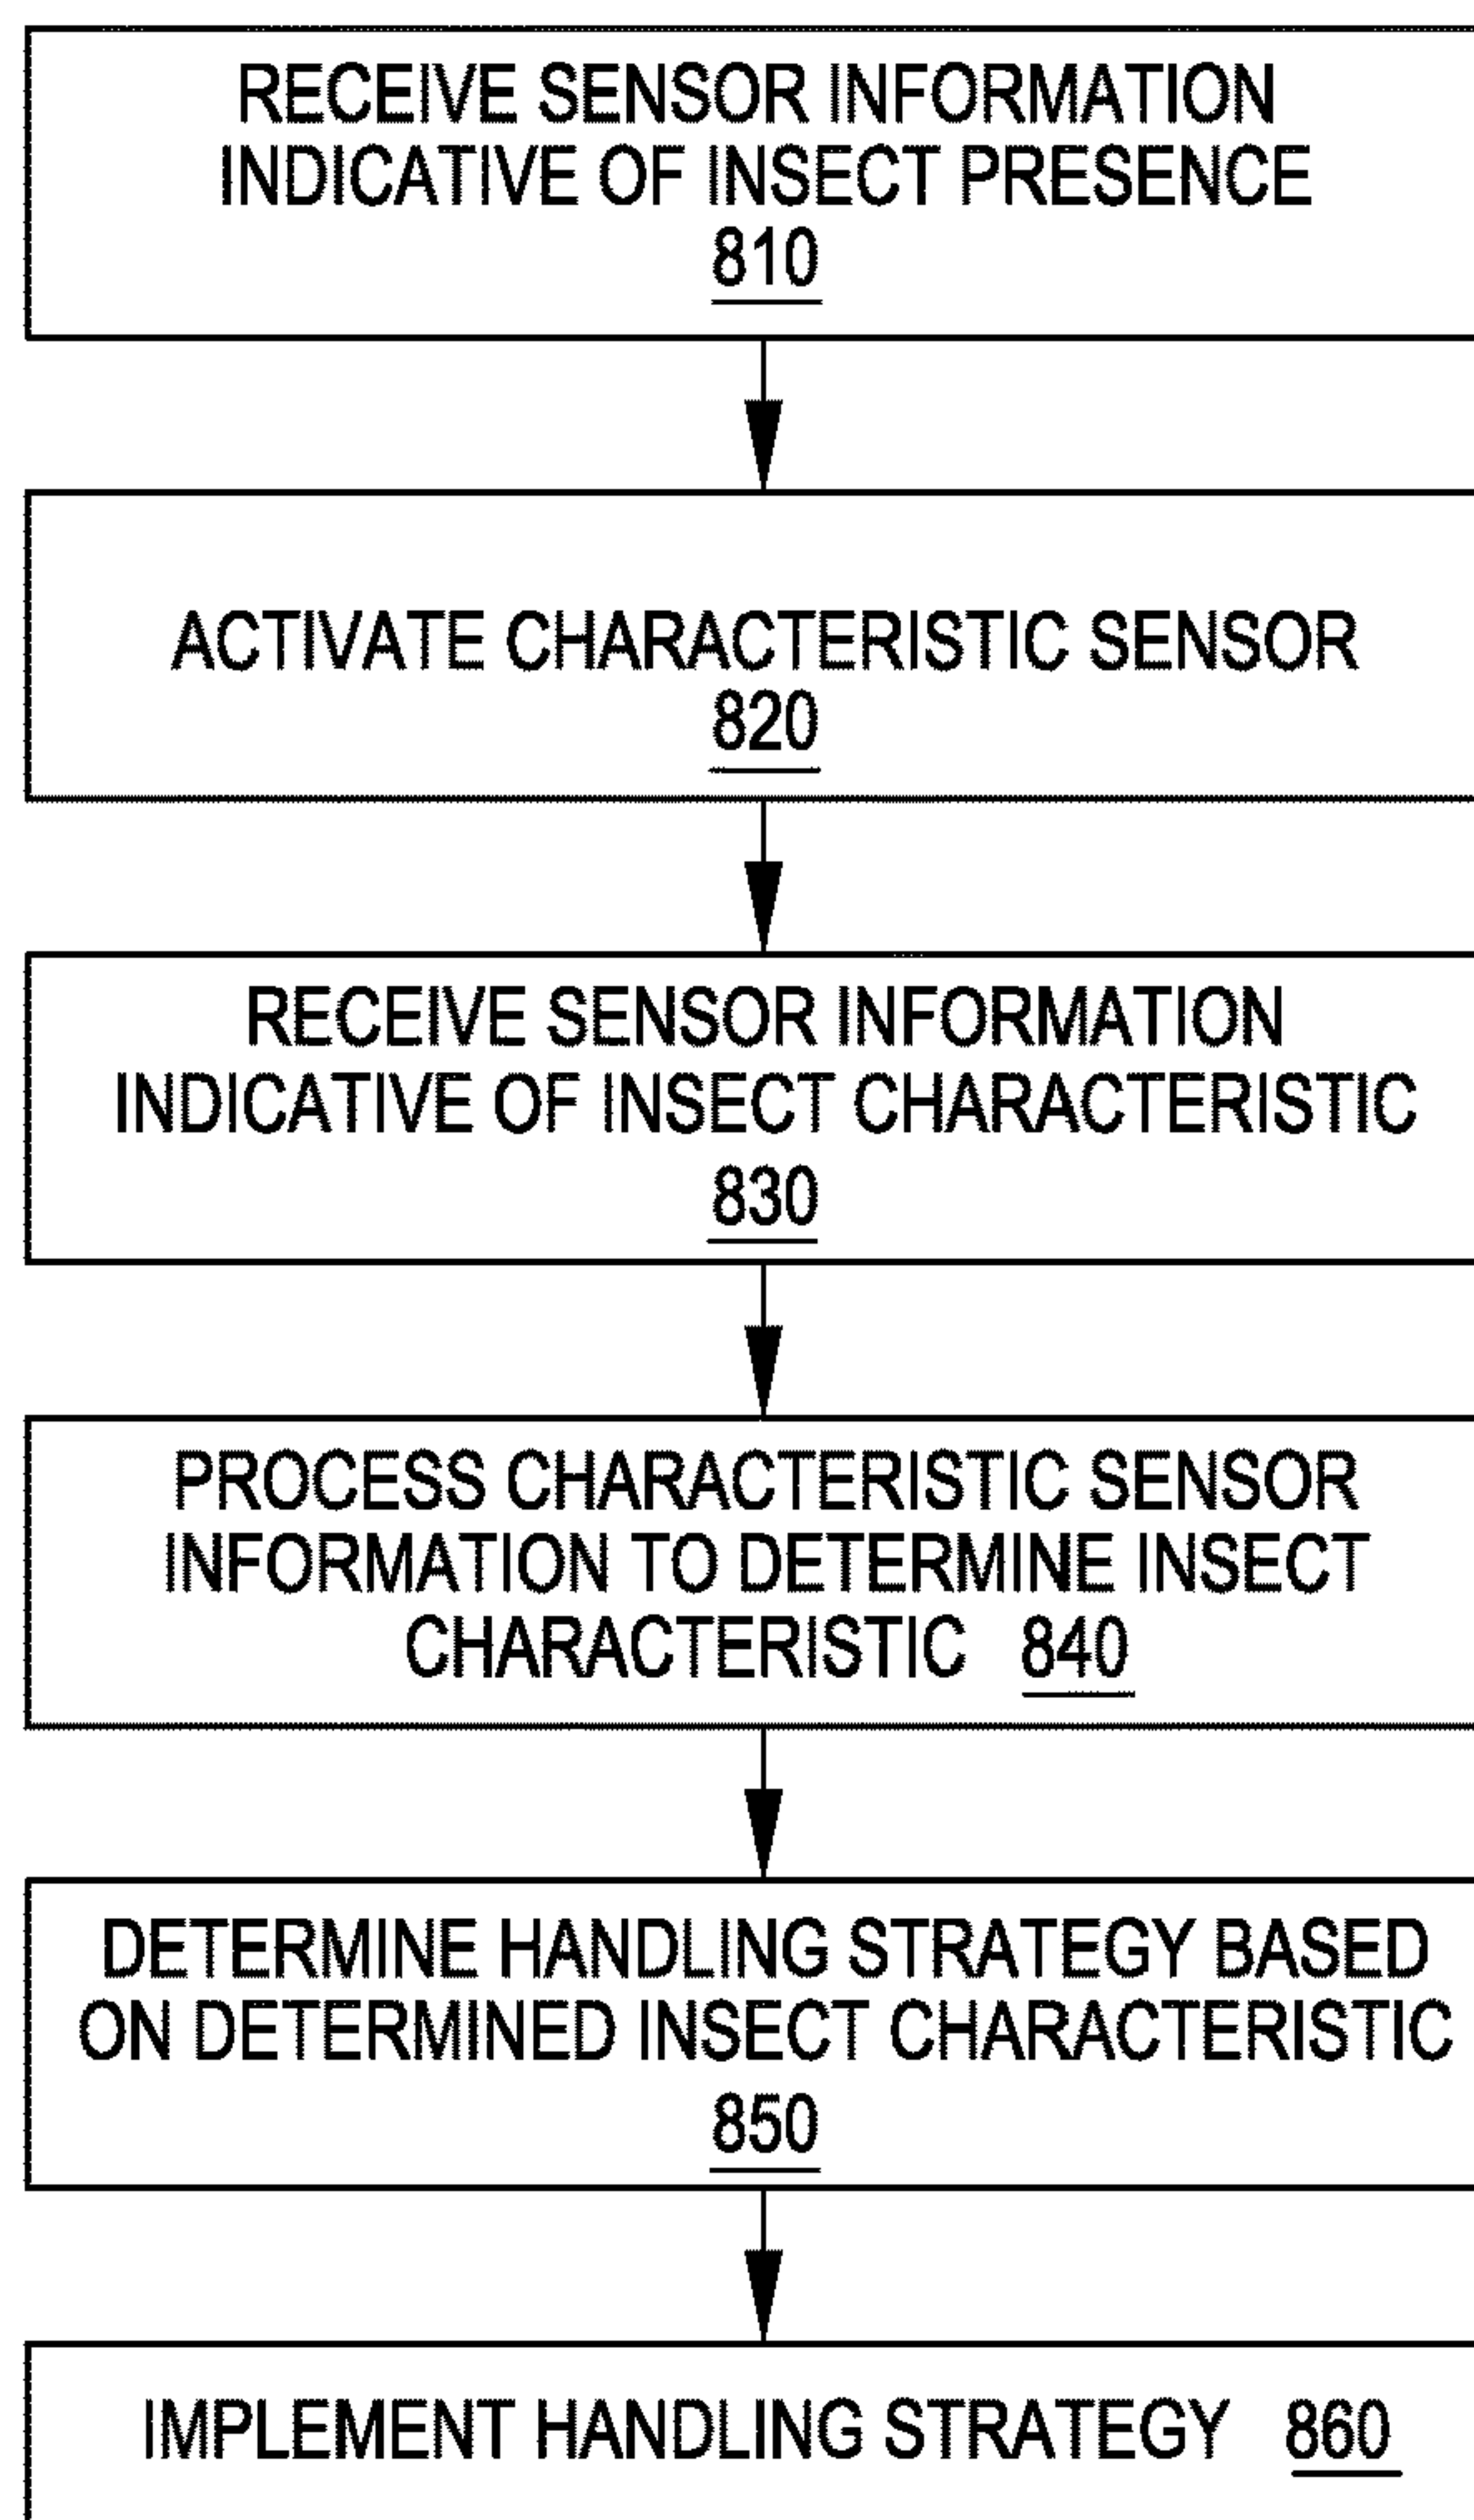 RECEIVE SENSOR INFORMATION
INDICATIVE OF INSECT PRESENCE
810
ACTIVATE CHARACTERISTIC SENSOR
820
RECEIVE SENSOR INFORMATION
INDICATIVE OF INSECT CHARACTERISTIC
830
PROCESS CHARACTERISTIC SENSOR
INFORMATION TO DETERMINE INSECT
CHARACTERISTIC 840
DETERMINE HANDLING STRATEGY BASED
ON DETERMINED INSECT CHARACTERISTIC
850
IMPLEMENT HANDLING STRATEGY 860